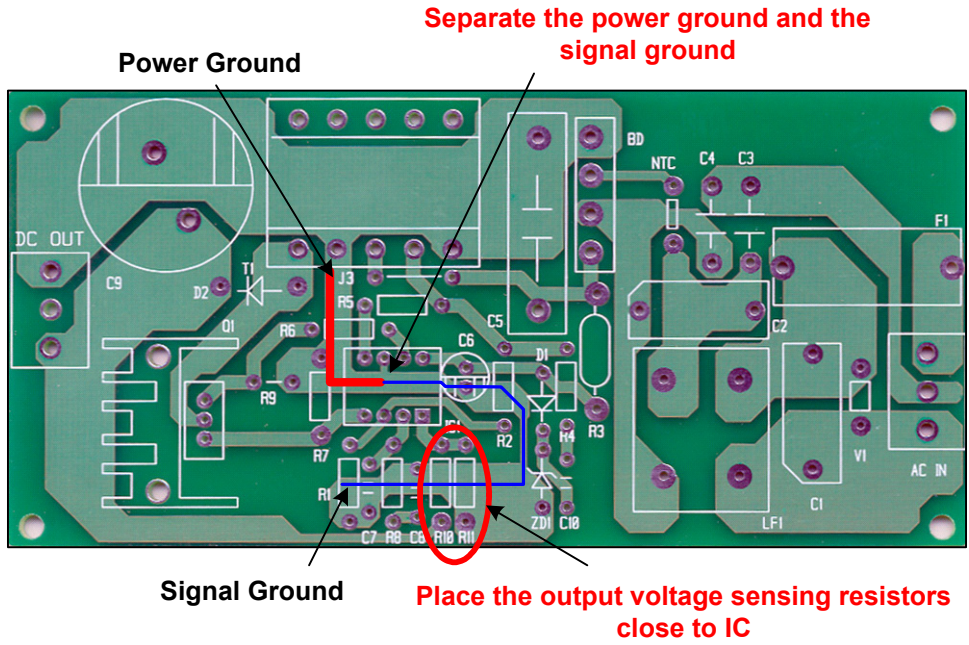 Separate the power ground and the
signal ground
Power Ground
BD
NTC
C4
C3
F1
DC OUT
C9
T1
D2
J3
R5
C5
C2
Q1
R6
C6
D1
R9
IC1
R2
R4
R3
R7
V1
AC IN
R1
C7
R8
C8
R10
R11
ZD1
C10
LF1
C1
Signal Ground
Place the output voltage sensing resistors
close to IC